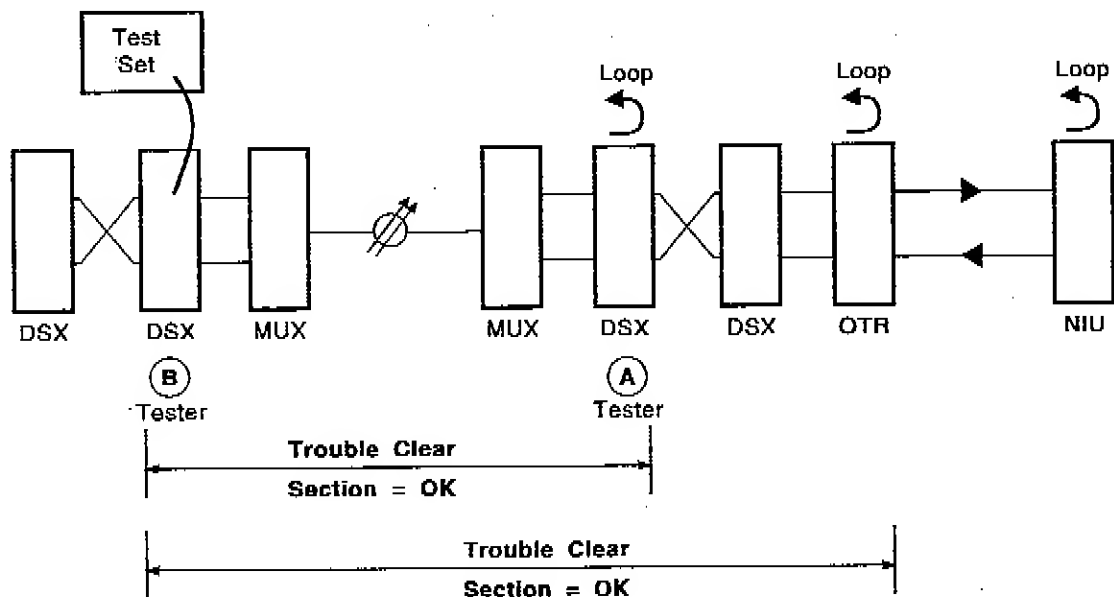 Test
Set
Loop
Loop
Loop
DSX
DSX
MUX
MUX
DSX
DSX
OTR
NIU
B
A
Tester
Tester
Trouble Clear
Section = OK
Trouble Clear
Section = OK